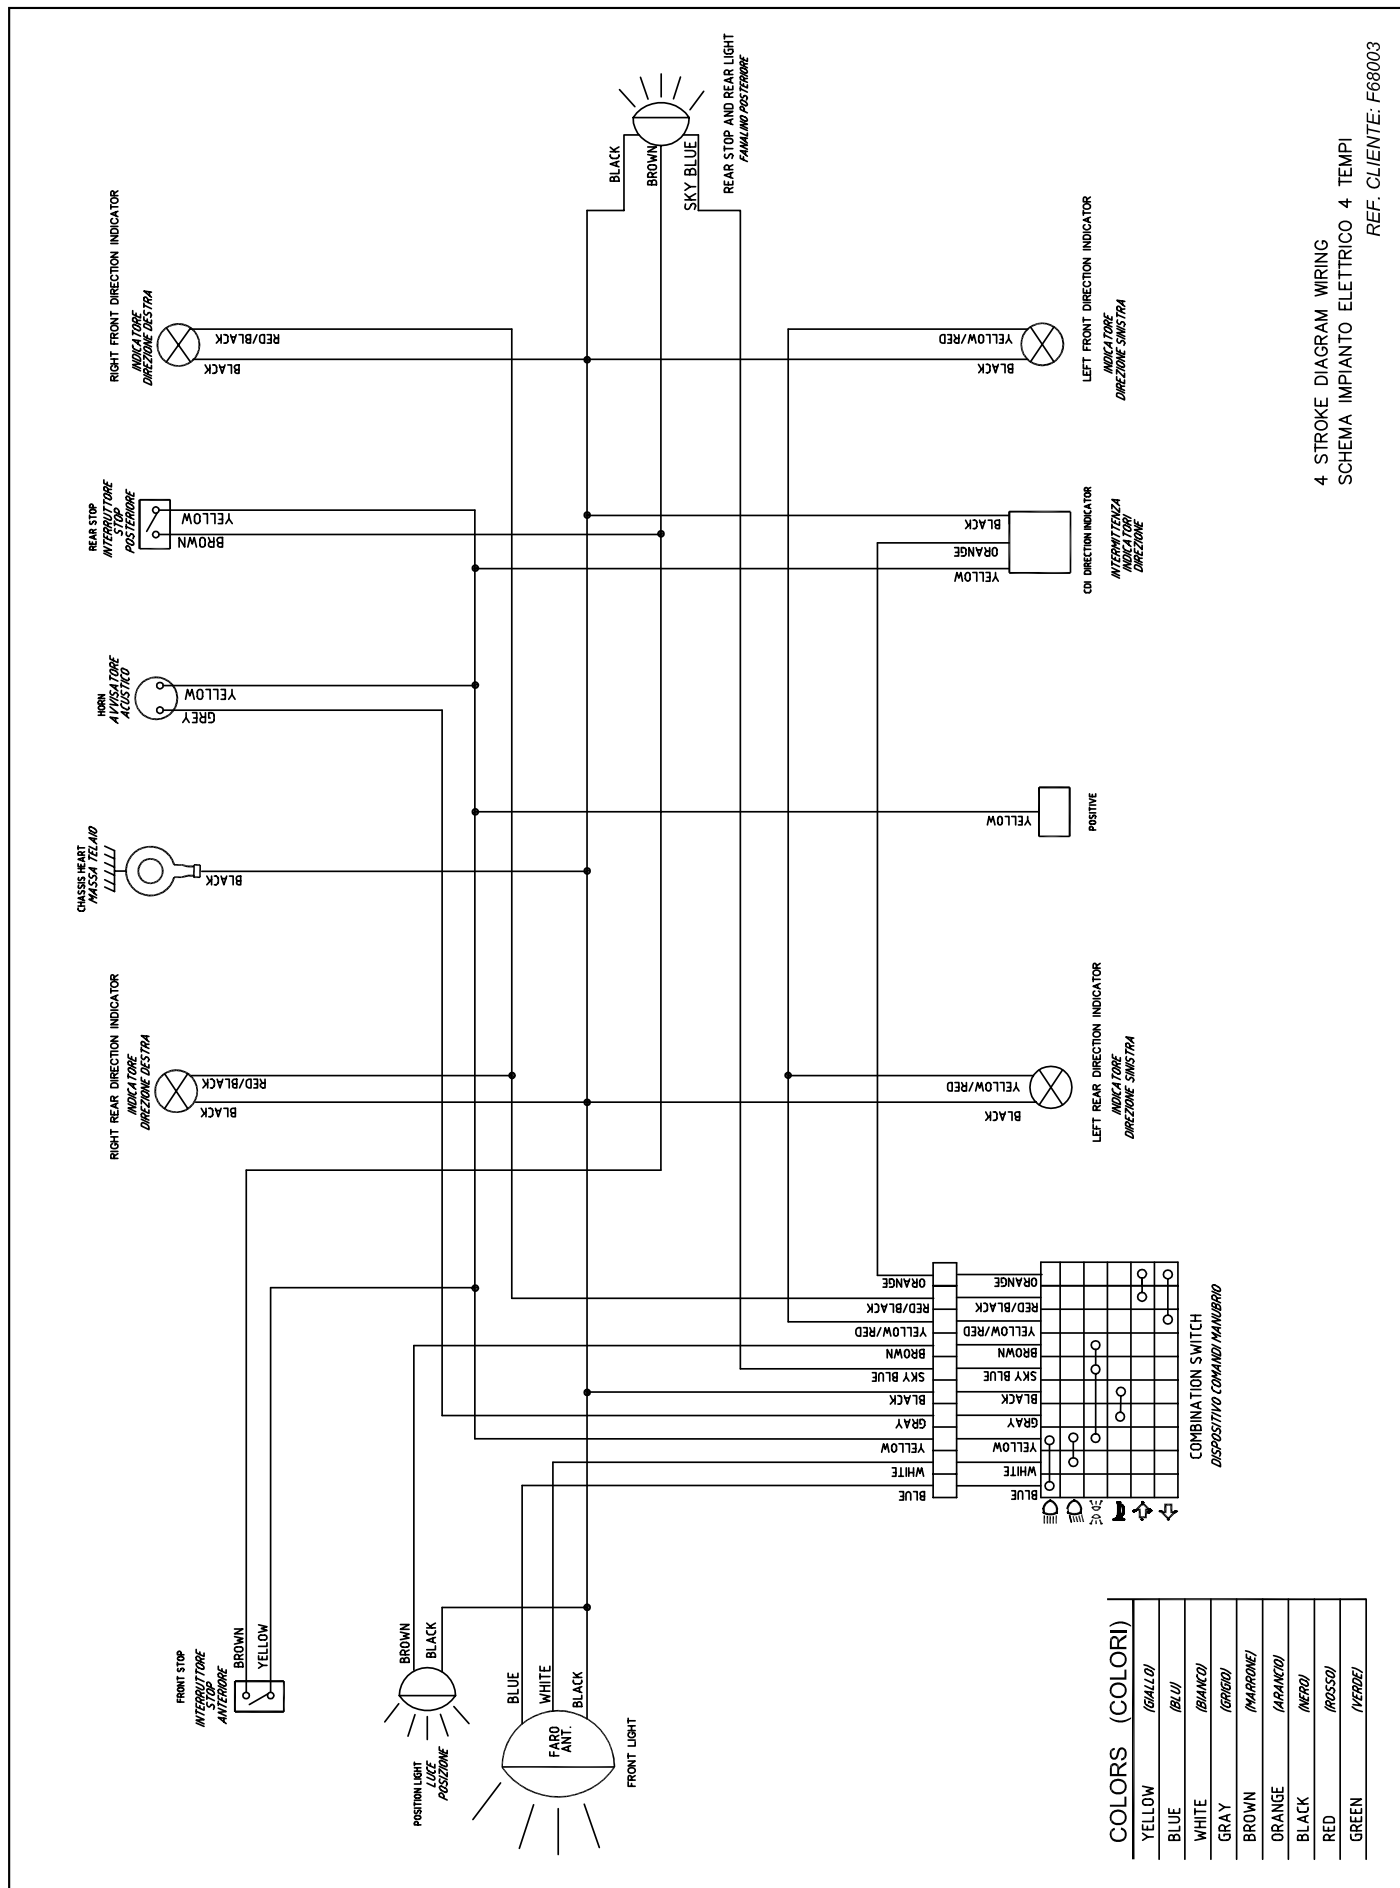 REAR STOP AND REAR LIGHT
FANALINO POSTERIORE
BLACK
BROWN
SKY BLUE
RIGHT FRONT DIRECTION INDICATOR
INDICATORE
DIREZIONE DESTRA
RED/BLACK
BLACK
LEFT FRONT DIRECTION INDICATOR
INDICATORE
DIREZIONE SINISTRA
YELLOW/RED
BLACK
REAR STOP
INTERRUTTORE
STOP
POSTERIORE
YELLOW
BROWN
CDI DIRECTION INDICATOR
INTERMITTENZA
INDICATORI
DIREZIONE
BLACK
ORANGE
YELLOW
HORN
AVVISATORE
ACUSTICO
YELLOW
GREY
POSITIVE
YELLOW
CHASSIS HEART
MASSA TELAIO
BLACK
RIGHT REAR DIRECTION INDICATOR
INDICATORE
DIREZIONE DESTRA
RED/BLACK
BLACK
LEFT REAR DIRECTION INDICATOR
INDICATORE
DIREZIONE SINISTRA
YELLOW/RED
BLACK
ORANGE
RED/BLACK
YELLOW/RED
BROWN
SKY BLUE
BLACK
GRAY
YELLOW
WHITE
BLUE
ORANGE
RED/BLACK
YELLOW/RED
BROWN
SKY BLUE
BLACK
GRAY
YELLOW
WHITE
BLUE
COMBINATION SWITCH
DISPOSITIVO COMANDI MANUBRIO
FRONT STOP
INTERRUTTORE
STOP
ANTERIORE
BROWN
YELLOW
POSITION LIGHT
LUCE
POSIZIONE
BROWN
BLACK
FRONT LIGHT
FARO
ANT.
BLUE
WHITE
BLACK
COLORS (COLORI)
YELLOW (GIALLO)
BLUE (BLU)
WHITE (BIANCO)
GRAY (GRIGIO)
BROWN (MARRONE)
ORANGE (ARANCIO)
BLACK (NERO)
RED (ROSSO)
GREEN (VERDE)
4 STROKE DIAGRAM WIRING
SCHEMA IMPIANTO ELETTRICO 4 TEMPI
REF. CLIENTE: F68003